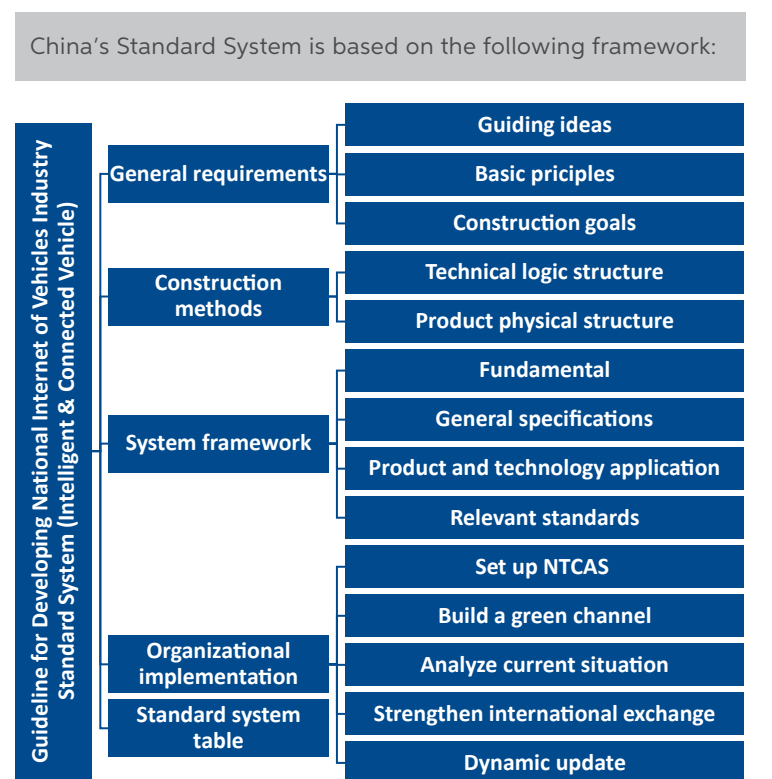 China’s Standard System is based on the following framework:
Guideline for Developing National Internet of Vehicles Industry
Standard System (Intelligent & Connected Vehicle)
General requirements
Guiding ideas
Basic priciples
Construction goals
Construction
methods
Technical logic structure
Product physical structure
System framework
Fundamental
General specifications
Product and technology application
Relevant standards
Organizational
implementation
Set up NTCAS
Build a green channel
Analyze current situation
Strengthen international exchange
Dynamic update
Standard system
table